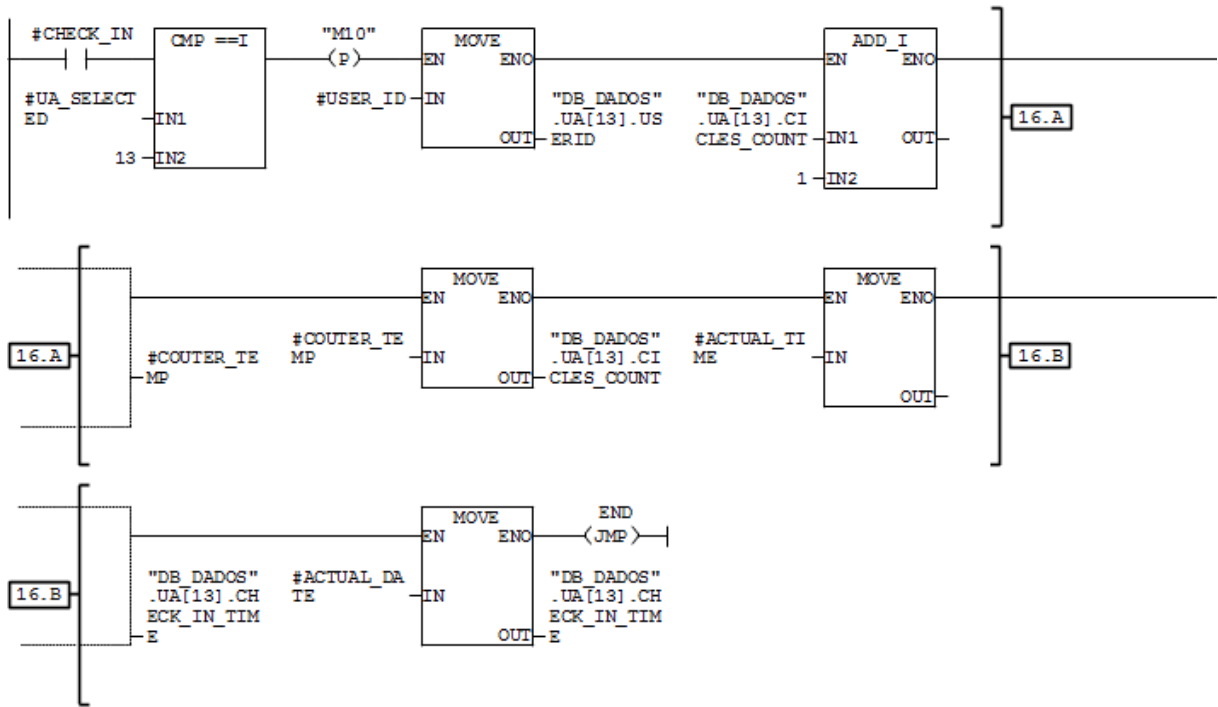 #CHECK_IN
CMP ==I
"M10"
(P)
MOVE
EN
ENO
ADD_I
EN
ENO
#UA_SELECT
ED
IN1
13
IN2
#USER_ID
IN
OUT
"DB_DADOS"
.UA[13].US
ERID
"DB_DADOS"
.UA[13].CI
CLES_COUNT
IN1
OUT
1
IN2
16.A
16.A
#COUTER_TE
MP
MOVE
EN
ENO
#COUTER_TE
MP
IN
OUT
"DB_DADOS"
.UA[13].CI
CLES_COUNT
MOVE
EN
ENO
#ACTUAL_TI
ME
IN
OUT
16.B
16.B
"DB_DADOS"
.UA[13].CH
ECK_IN_TIM
E
MOVE
EN
ENO
#ACTUAL_DA
TE
IN
OUT
END
(JMP)
"DB_DADOS"
.UA[13].CH
ECK_IN_TIM
E